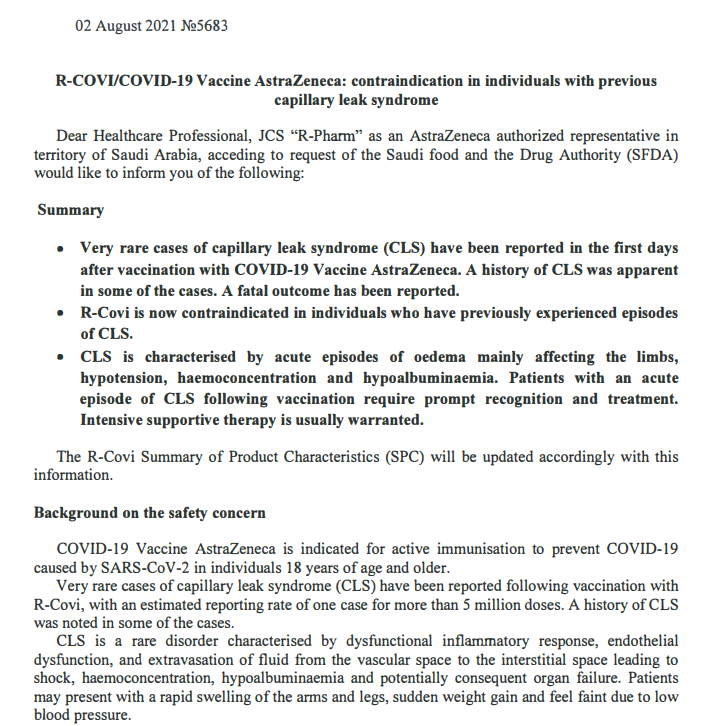 02 August 2021 №5683
R-COVI/COVID-19 Vaccine AstraZeneca: contraindication in individuals with previous
capillary leak syndrome
Dear Healthcare Professional, JCS “R-Pharm” as an AstraZeneca authorized representative in
territory of Saudi Arabia, acceding to request of the Saudi food and the Drug Authority (SFDA)
would like to inform you of the following:
Summary
• Very rare cases of capillary leak syndrome (CLS) have been reported in the first days
after vaccination with COVID-19 Vaccine AstraZeneca. A history of CLS was apparent
in some of the cases. A fatal outcome has been reported.
• R-Covi is now contraindicated in individuals who have previously experienced episodes
of CLS.
• CLS is characterised by acute episodes of oedema mainly affecting the limbs,
hypotension, haemoconcentration and hypoalbuminaemia. Patients with an acute
episode of CLS following vaccination require prompt recognition and treatment.
Intensive supportive therapy is usually warranted.
The R-Covi Summary of Product Characteristics (SPC) will be updated accordingly with this
information.
Background on the safety concern
COVID-19 Vaccine AstraZeneca is indicated for active immunisation to prevent COVID-19
caused by SARS-CoV-2 in individuals 18 years of age and older.
Very rare cases of capillary leak syndrome (CLS) have been reported following vaccination with
R-Covi, with an estimated reporting rate of one case for more than 5 million doses. A history of CLS
was noted in some of the cases.
CLS is a rare disorder characterised by dysfunctional inflammatory response, endothelial
dysfunction, and extravasation of fluid from the vascular space to the interstitial space leading to
shock, haemoconcentration, hypoalbuminaemia and potentially consequent organ failure. Patients
may present with a rapid swelling of the arms and legs, sudden weight gain and feel faint due to low
blood pressure.